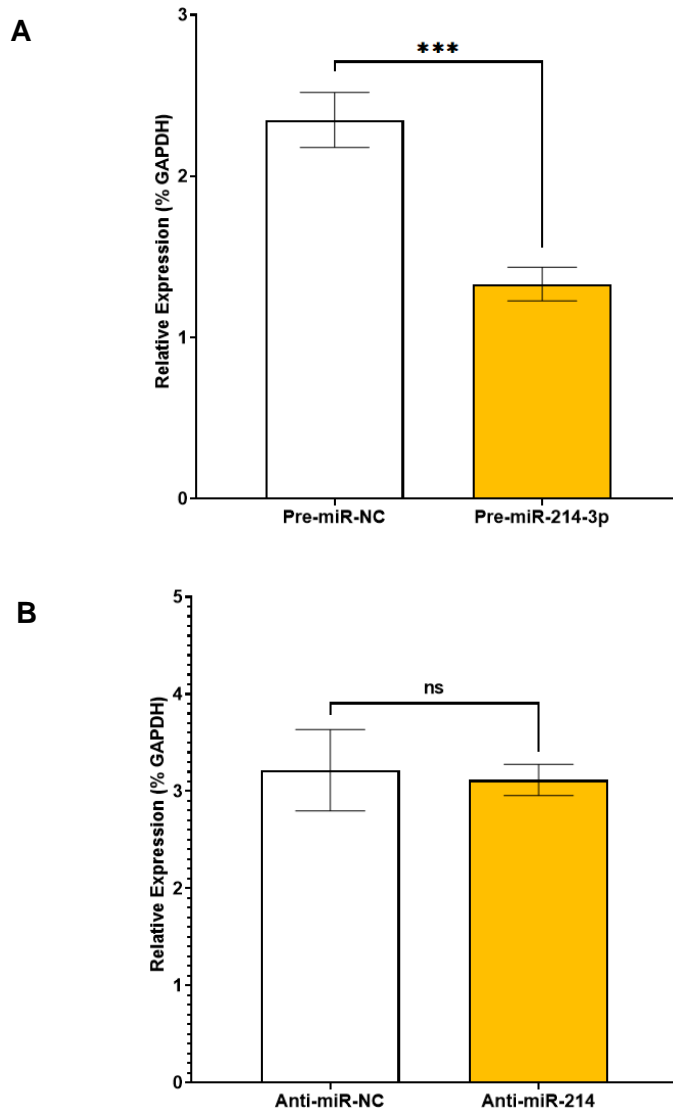 A
Relative Expression (% GAPDH)
3
2
1
0
***
Pre-miR-NC Pre-miR-214-3p
B
Relative Expression (% GAPDH)
5
4
3
2
1
0
ns
Anti-miR-NC Anti-miR-214